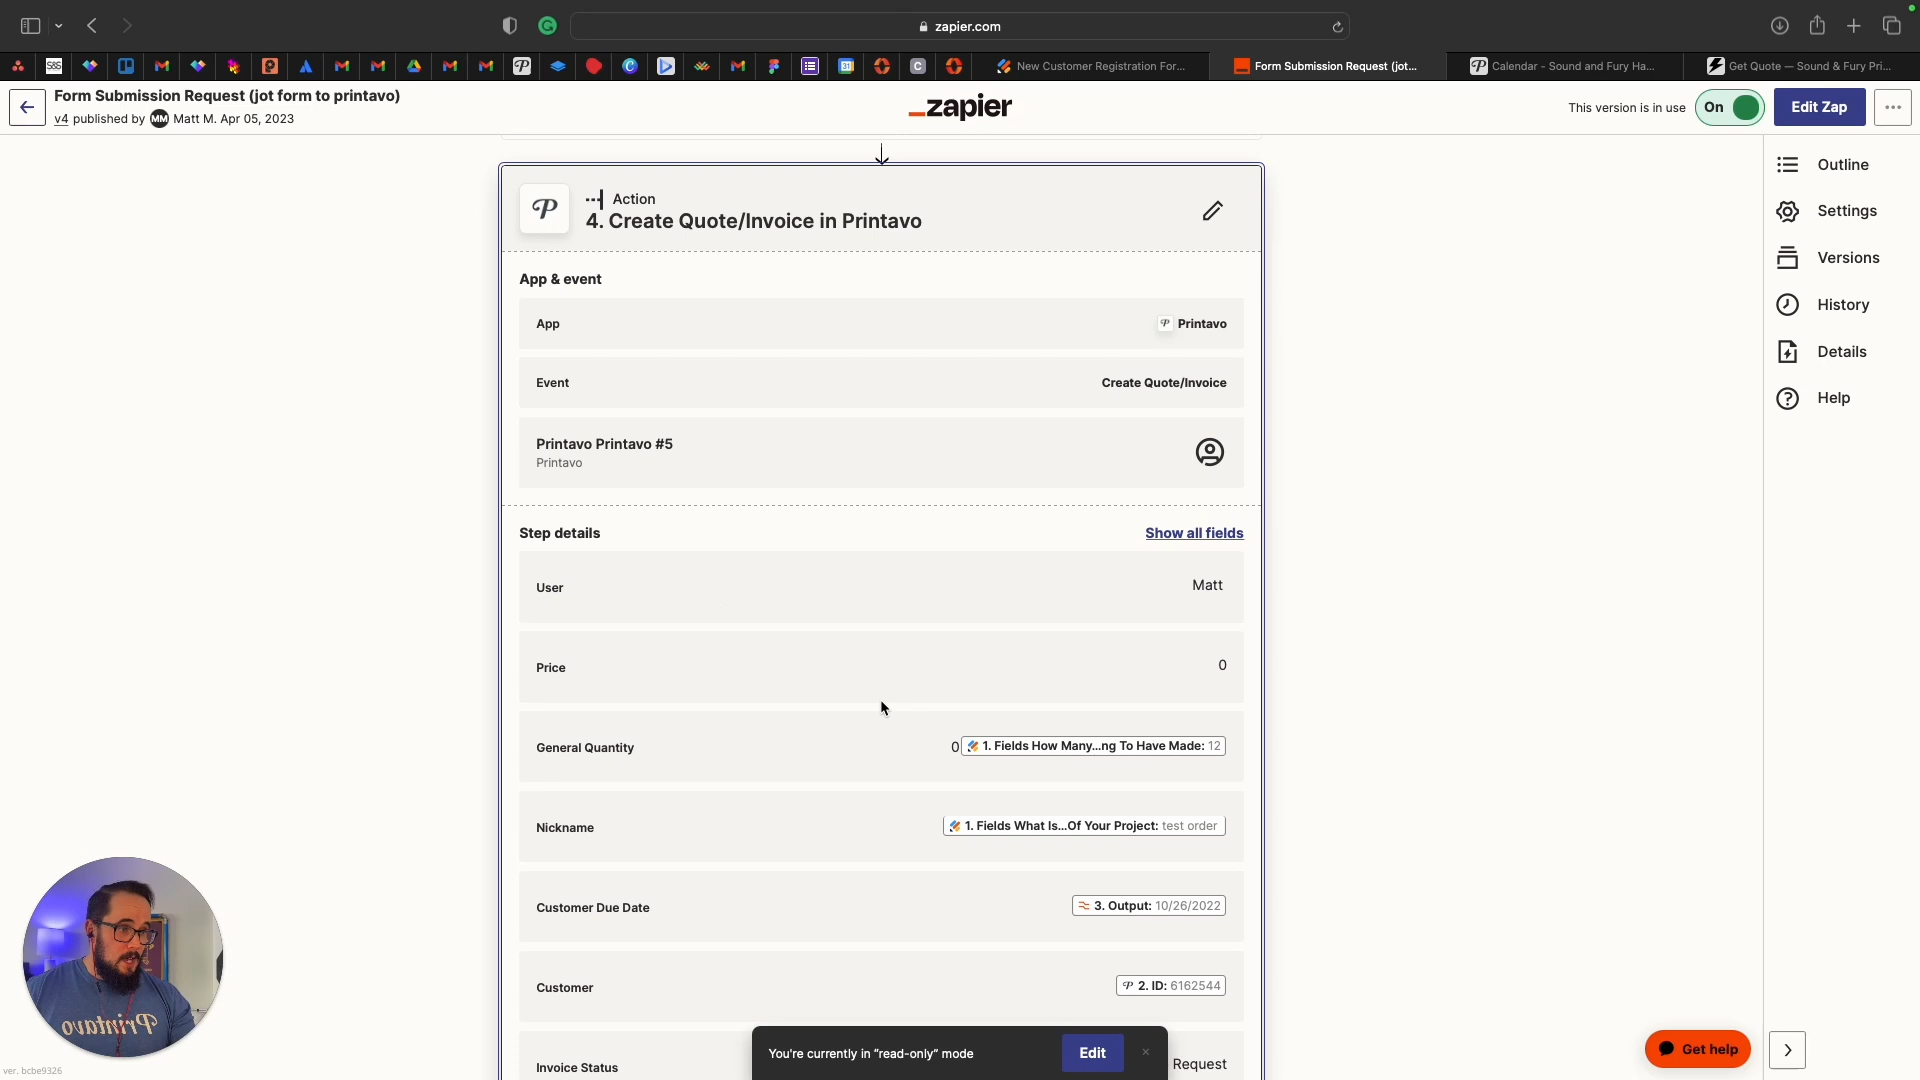 zapier.com
S&S
31
C
New Customer Registration For...
Form Submission Request (jot...
Calendar - Sound and Fury Ha...
Get Quote — Sound & Fury Pri...
Form Submission Request (jot form to printavo)
v4 published by MM Matt M. Apr 05, 2023
zapier
This version is in use
On
Edit Zap
Outline
Settings
Versions
History
Details
Help
Action
4. Create Quote/Invoice in Printavo
App & event
App
Printavo
Event
Create Quote/Invoice
Printavo Printavo #5
Printavo
Step details
Show all fields
User
Matt
Price
0
General Quantity
0 1. Fields How Many...ng To Have Made: 12
Nickname
1. Fields What Is...Of Your Project: test order
Customer Due Date
3. Output: 10/26/2022
Customer
2. ID: 6162544
Invoice Status
Request
You're currently in “read-only” mode
Edit
Get help
Printavo
ver. bcbe9326